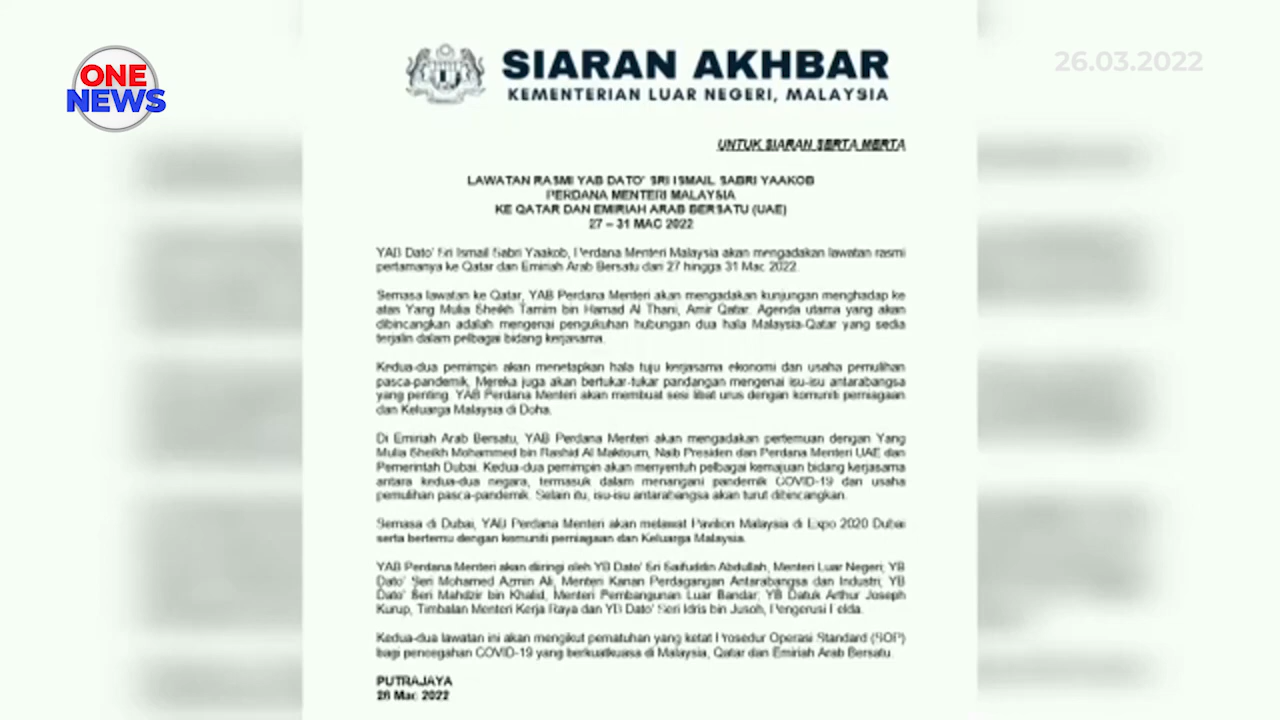 ONE
NEWS
26.03.2022
SIARAN AKHBAR
KEMENTERIAN LUAR NEGERI, MALAYSIA
UNTUK SIARAN SERTA MERTA
LAWATAN RASMI YAB DATO' SRI ISMAIL SABRI YAAKOB
PERDANA MENTERI MALAYSIA
KE QATAR DAN EMIRIAH ARAB BERSATU (UAE)
27 – 31 MAC 2022
YAB Dato' Sri Ismail Sabri Yaakob, Perdana Menteri Malaysia akan mengadakan lawatan rasmi
pertamanya ke Qatar dan Emiriah Arab Bersatu dari 27 hingga 31 Mac 2022.
Semasa lawatan ke Qatar, YAB Perdana Menteri akan mengadakan kunjungan menghadap ke
atas Yang Mulia Sheikh Tamim bin Hamad Al Thani, Amir Qatar. Agenda utama yang akan
dibincangkan adalah mengenai pengukuhan hubungan dua hala Malaysia-Qatar yang sedia
terjalin dalam pelbagai bidang kerjasama.
Kedua-dua pemimpin akan menetapkan hala tuju kerjasama ekonomi dan usaha pemulihan
pasca-pandemik. Mereka juga akan bertukar-tukar pandangan mengenai isu-isu antarabangsa
yang penting. YAB Perdana Menteri akan membuat sesi libat urus dengan komuniti perniagaan
dan Keluarga Malaysia di Doha.
Di Emiriah Arab Bersatu, YAB Perdana Menteri akan mengadakan pertemuan dengan Yang
Mulia Sheikh Mohammed bin Rashid Al Maktoum, Naib Presiden dan Perdana Menteri UAE dan
Pemerintah Dubai. Kedua-dua pemimpin akan menyentuh pelbagai kemajuan bidang kerjasama
antara kedua-dua negara, termasuk dalam menangani pandemik COVID-19 dan usaha
pemulihan pasca-pandemik. Selain itu, isu-isu antarabangsa akan turut dibincangkan.
Semasa di Dubai, YAB Perdana Menteri akan melawat Pavilion Malaysia di Expo 2020 Dubai
serta bertemu dengan komuniti perniagaan dan Keluarga Malaysia.
YAB Perdana Menteri akan diiringi oleh YB Dato' Sri Saifuddin Abdullah, Menteri Luar Negeri; YB
Dato' Seri Mohamed Azmin Ali, Menteri Kanan Perdagangan Antarabangsa dan Industri; YB
Dato' Seri Mahdzir bin Khalid, Menteri Pembangunan Luar Bandar; YB Datuk Arthur Joseph
Kurup, Timbalan Menteri Kerja Raya dan YB Dato' Seri Idris bin Jusoh, Pengerusi Felda.
Kedua-dua lawatan ini akan mengikut pematuhan yang ketat Prosedur Operasi Standard (SOP)
bagi pencegahan COVID-19 yang berkuatkuasa di Malaysia, Qatar dan Emiriah Arab Bersatu.
PUTRAJAYA
26 Mac 2022